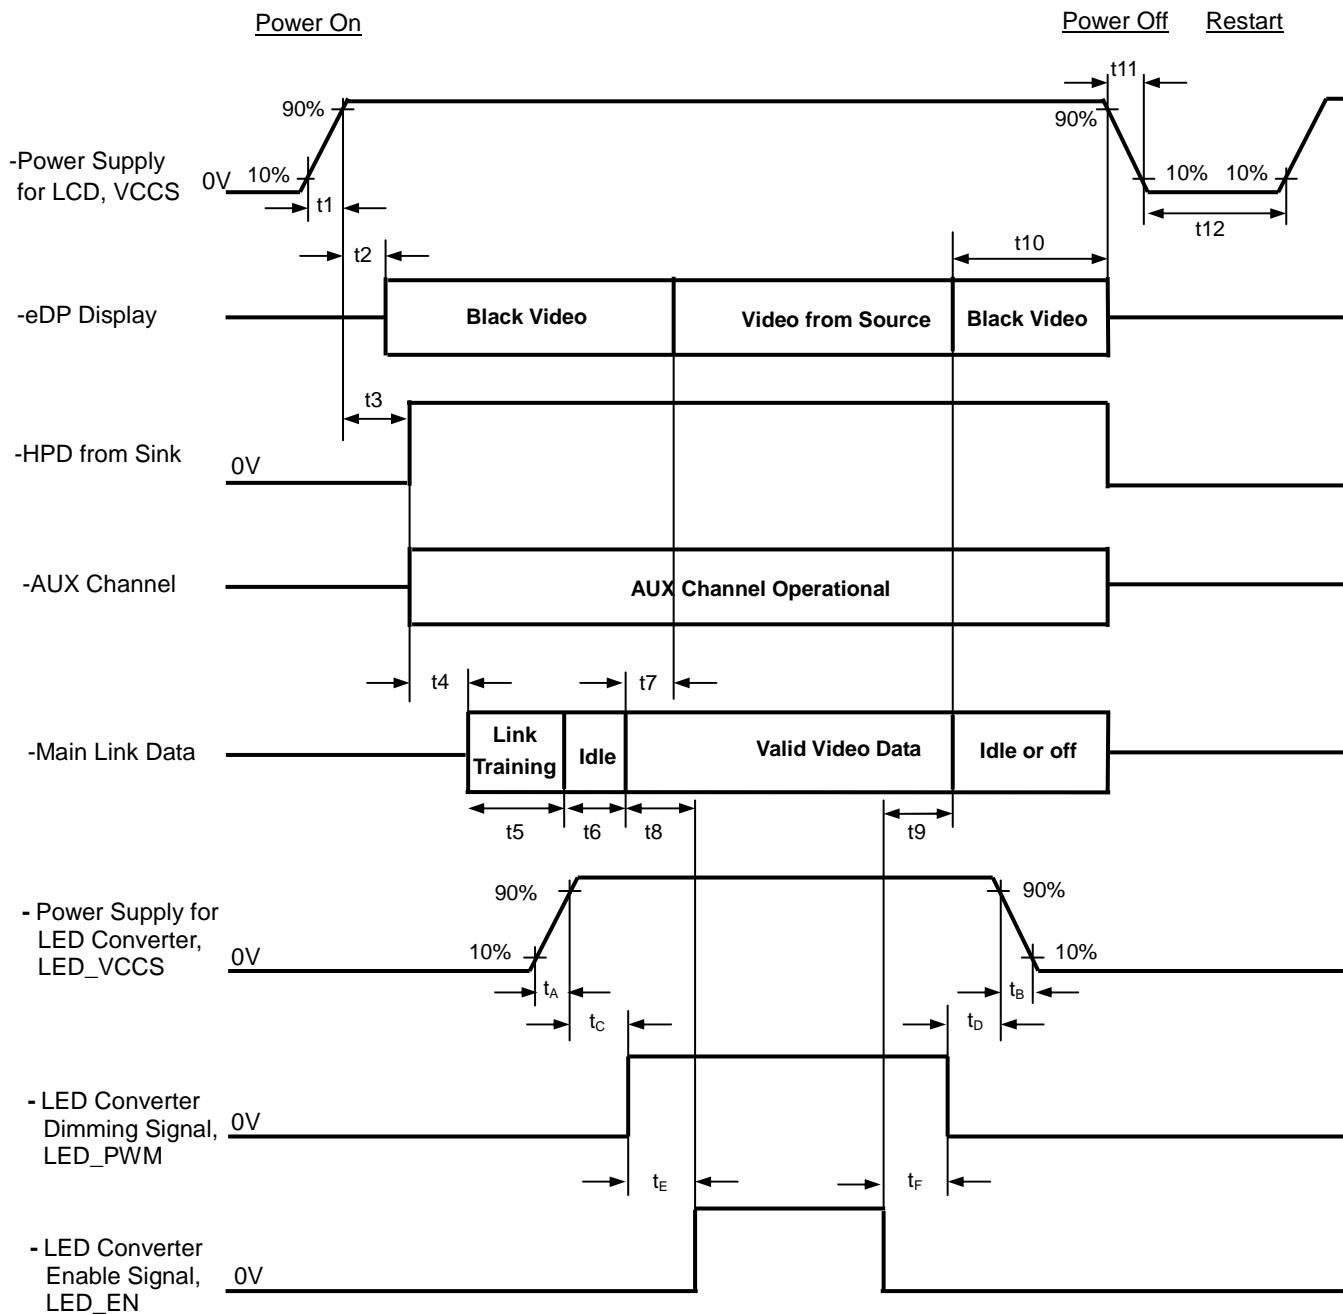 Power On
Power Off
Restart
t11
90%
90%
-Power Supply
for LCD, VCCS
0V
10%
10%
10%
t1
t12
t2
t10
-eDP Display
Black Video
Video from Source
Black Video
t3
-HPD from Sink
0V
-AUX Channel
AUX Channel Operational
t4
t7
-Main Link Data
Link
Training
Idle
Valid Video Data
Idle or off
t5
t6
t8
t9
90%
90%
- Power Supply for
LED Converter,
LED_VCCS
0V
10%
10%
tA
tB
tC
tD
- LED Converter
Dimming Signal,
LED_PWM
0V
tE
tF
- LED Converter
Enable Signal,
LED_EN
0V